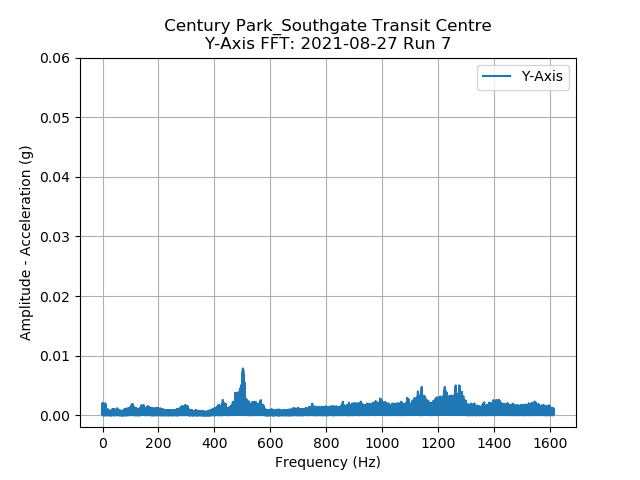 Century Park_Southgate Transit Centre
Y-Axis FFT: 2021-08-27 Run 7
Y-Axis
0.06
0.05
0.04
0.03
0.02
0.01
0.00
Amplitude - Acceleration (g)
0 200 400 600 800 1000 1200 1400 1600
Frequency (Hz)